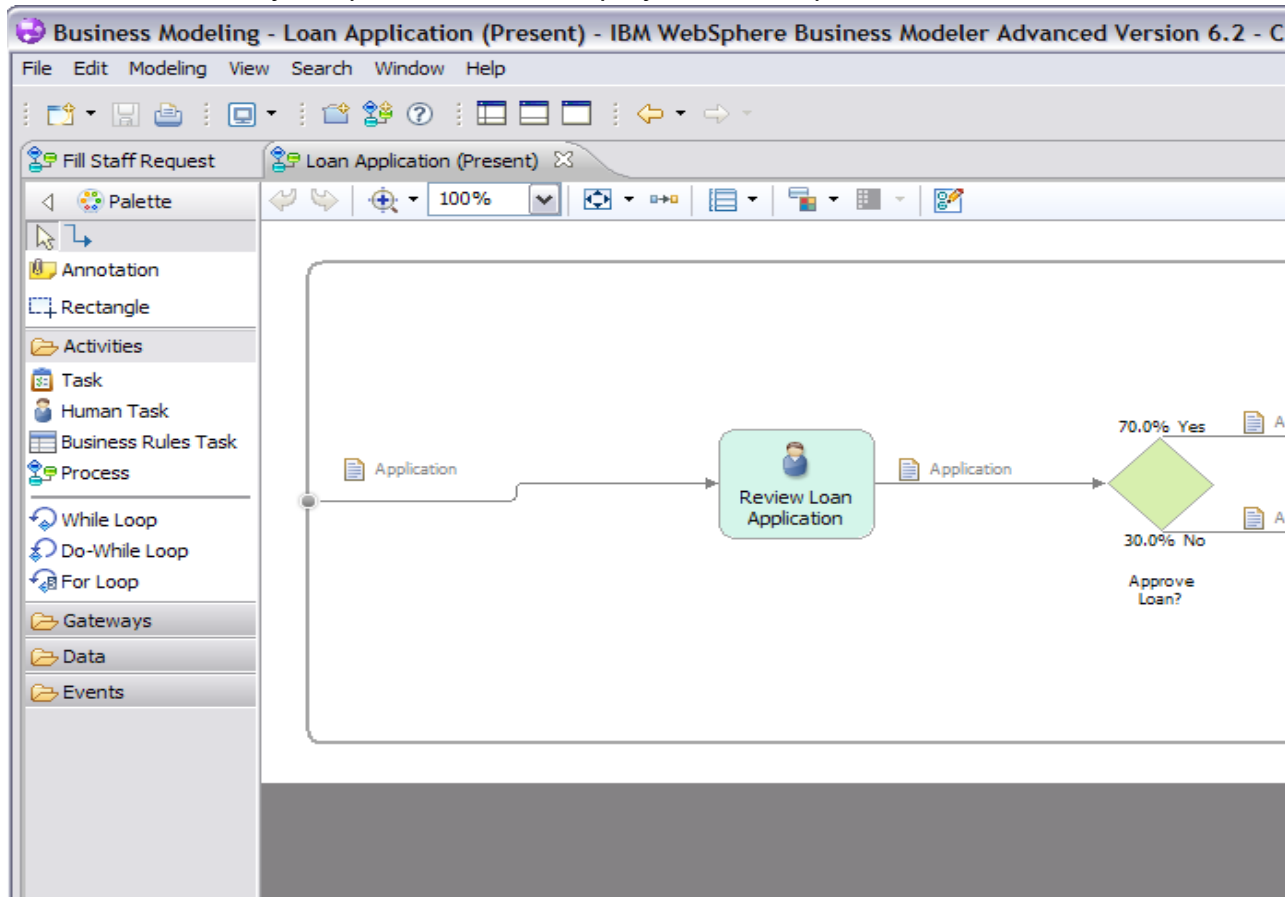 Business Modeling - Loan Application (Present) - IBM WebSphere Business Modeler Advanced Version 6.2 - C
File Edit Modeling View Search Window Help
Fill Staff Request Loan Application (Present)
Palette 100%
Annotation
Rectangle
Activities
Task
Human Task
Business Rules Task
Process
While Loop
Do-While Loop
For Loop
Gateways
Data
Events
Application
Review Loan
Application
Application
70.0% Yes
A
30.0% No
A
Approve
Loan?